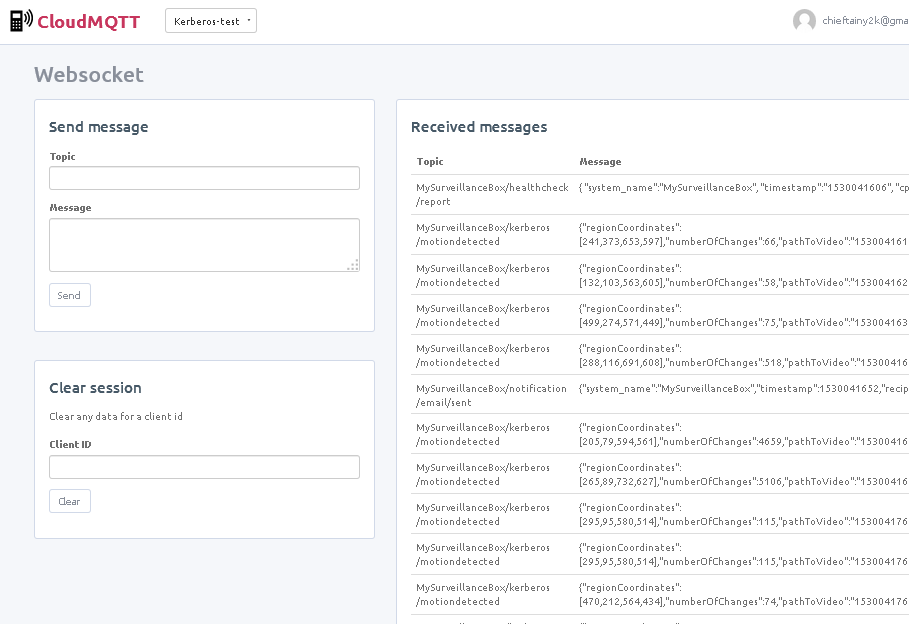 CloudMQTT
Kerberos-test
chieftainy2k@gma
Websocket
Send message
Topic
Message
Send
Clear session
Clear any data for a client id
Client ID
Clear
Received messages
Topic Message
MySurveillanceBox/healthcheck {"system_name":"MySurveillanceBox","timestamp":"1530041606","cp
/report
MySurveillanceBox/kerberos {"regionCoordinates":
/motiondetected [241,373,653,597],"numberOfChanges":66,"pathToVideo":"153004161
MySurveillanceBox/kerberos {"regionCoordinates":
/motiondetected [132,103,563,605],"numberOfChanges":58,"pathToVideo":"153004162
MySurveillanceBox/kerberos {"regionCoordinates":
/motiondetected [499,274,571,449],"numberOfChanges":75,"pathToVideo":"153004163
MySurveillanceBox/kerberos {"regionCoordinates":
/motiondetected [288,116,691,608],"numberOfChanges":518,"pathToVideo":"15300416
MySurveillanceBox/notification {"system_name":"MySurveillanceBox","timestamp":1530041652,"recip
/email/sent
MySurveillanceBox/kerberos {"regionCoordinates":
/motiondetected [205,79,594,561],"numberOfChanges":4659,"pathToVideo":"15300416
MySurveillanceBox/kerberos {"regionCoordinates":
/motiondetected [265,89,732,627],"numberOfChanges":5106,"pathToVideo":"15300416
MySurveillanceBox/kerberos {"regionCoordinates":
/motiondetected [295,95,580,514],"numberOfChanges":115,"pathToVideo":"153004176
MySurveillanceBox/kerberos {"regionCoordinates":
/motiondetected [295,95,580,514],"numberOfChanges":115,"pathToVideo":"153004176
MySurveillanceBox/kerberos {"regionCoordinates":
/motiondetected [470,212,564,434],"numberOfChanges":74,"pathToVideo":"153004176